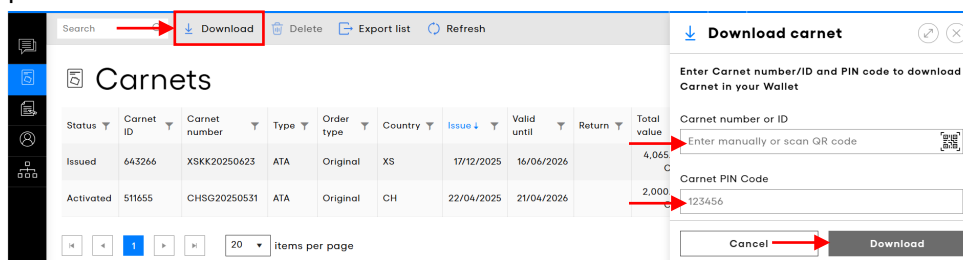 Search Download Delete Export list Refresh
Carnets
Status Carnet ID Carnet number Type Order type Country Issue↓ Valid until Return Total value
Issued 643266 XSKK20250623 ATA Original XS 17/12/2025 16/06/2026 4,065
Activated 511655 CHSG20250531 ATA Original CH 22/04/2025 21/04/2026 2,000
1 20 items per page
Download carnet
Enter Carnet number/ID and PIN code to download
Carnet in your Wallet
Carnet number or ID
Enter manually or scan QR code
Carnet PIN Code
123456
Cancel Download